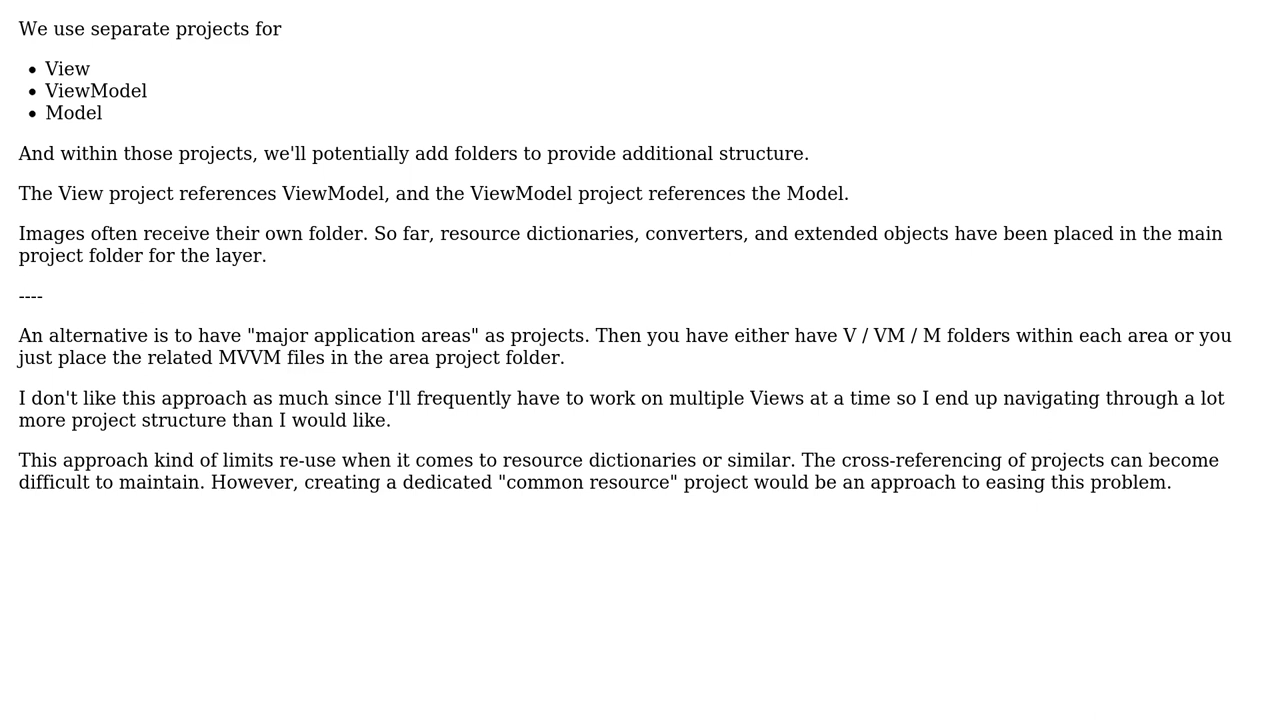 We use separate projects for
• View
• ViewModel
• Model
And within those projects, we'll potentially add folders to provide additional structure.
The View project references ViewModel, and the ViewModel project references the Model.
Images often receive their own folder. So far, resource dictionaries, converters, and extended objects have been placed in the main
project folder for the layer.
----
An alternative is to have "major application areas" as projects. Then you have either have V / VM / M folders within each area or you
just place the related MVVM files in the area project folder.
I don't like this approach as much since I'll frequently have to work on multiple Views at a time so I end up navigating through a lot
more project structure than I would like.
This approach kind of limits re-use when it comes to resource dictionaries or similar. The cross-referencing of projects can become
difficult to maintain. However, creating a dedicated "common resource" project would be an approach to easing this problem.